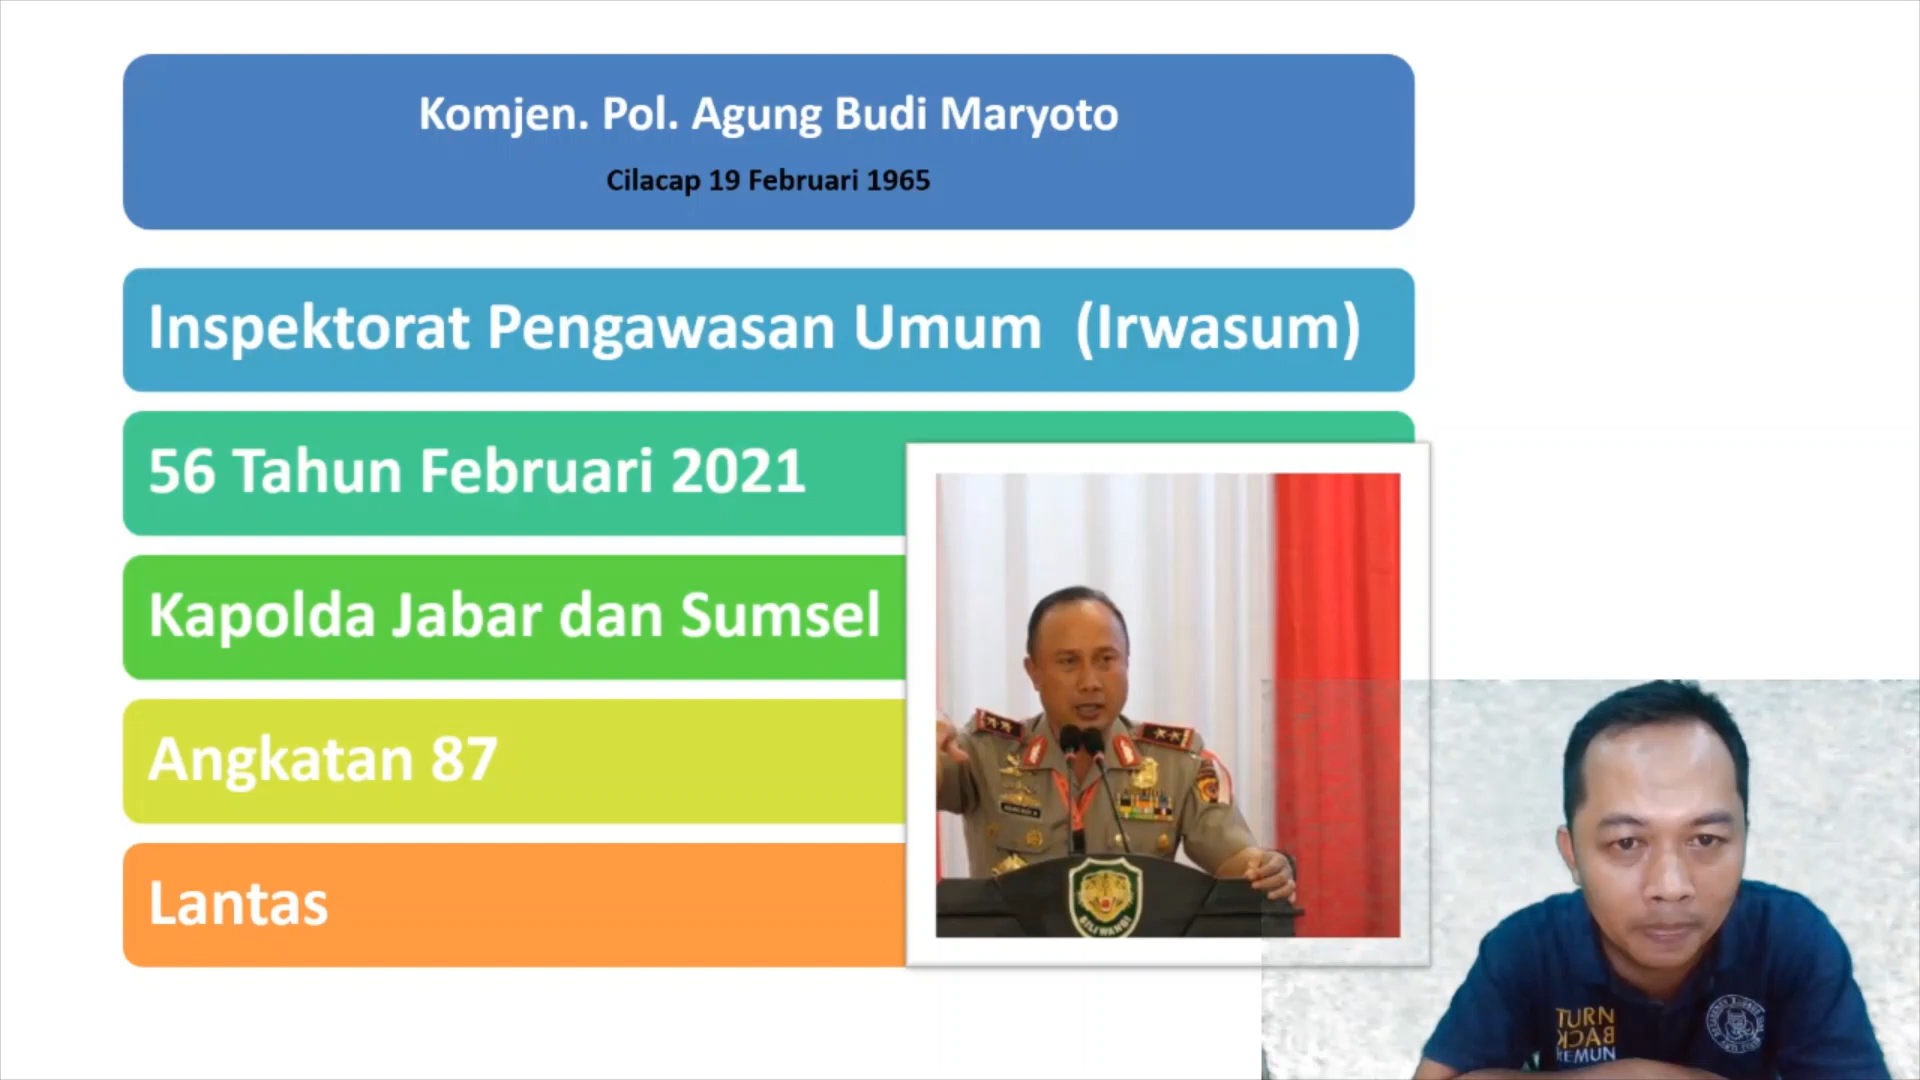 Komjen. Pol. Agung Budi Maryoto
Cilacap 19 Februari 1965
Inspektorat Pengawasan Umum (Irwasum)
56 Tahun Februari 2021
Kapolda Jabar dan Sumsel
Angkatan 87
Lantas
SILIWANGI
TURN
BACK